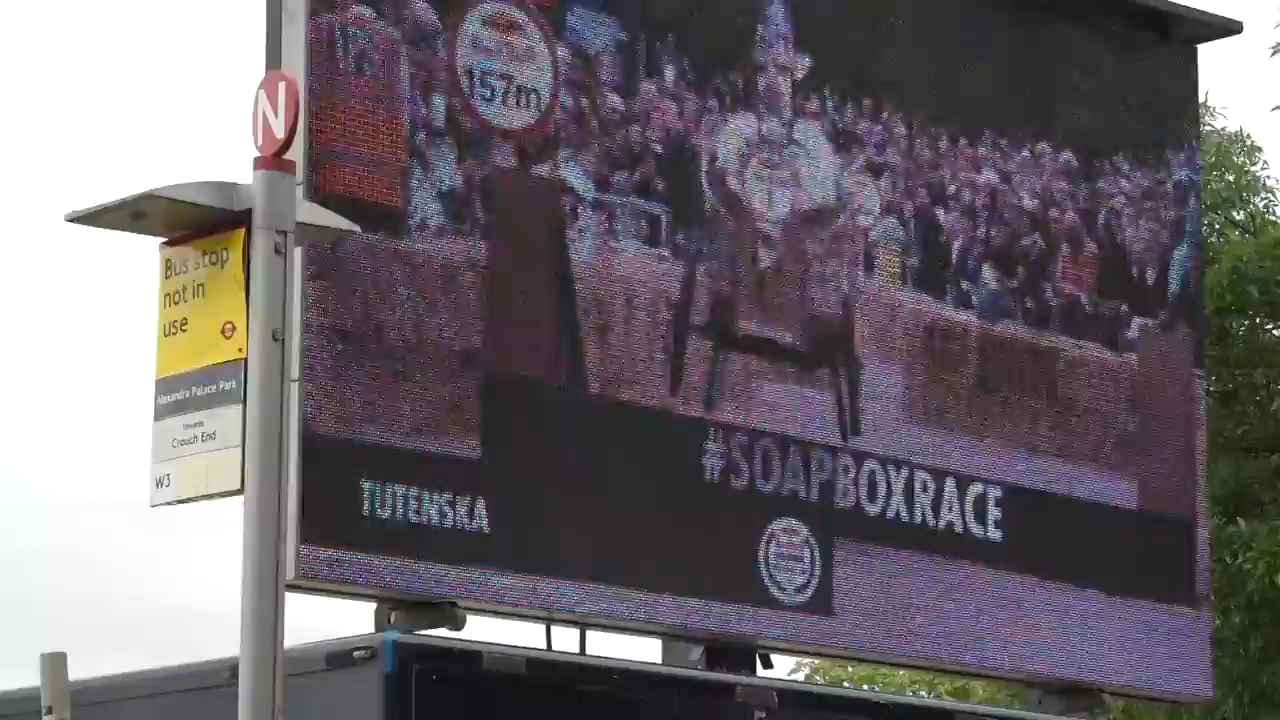 157m
N
Bus stop
not in
use
Alexandra Palace Park
towards
Crouch End
W3
#SOAPBOXRACE
TUTENSKA